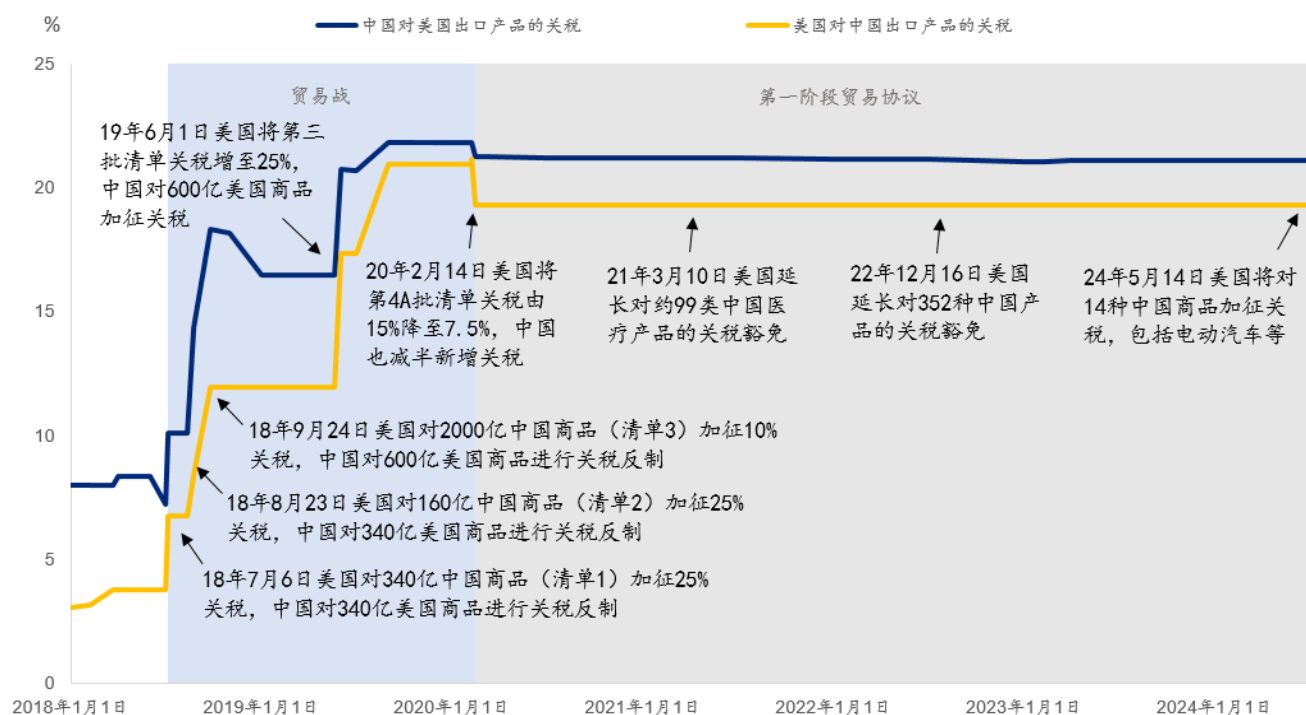 %
中国对美国出口产品的关税
美国对中国出口产品的关税
25
20
15
10
5
0
贸易战
第一阶段贸易协议
19年6月1日美国将第三
批清单关税增至25%,
中国对600亿美国商品
加征关税
20年2月14日美国将
第4A批清单关税由
15%降至7.5%, 中国
也减半新增关税
21年3月10日美国延
长对约99类中国医
疗产品的关税豁免
22年12月16日美国
延长对352种中国产
品的关税豁免
24年5月14日美国将对
14种中国商品加征关
税, 包括电动汽车等
18年9月24日美国对2000亿中国商品（清单3）加征10%
关税, 中国对600亿美国商品进行关税反制
18年8月23日美国对160亿中国商品（清单2）加征25%
关税, 中国对340亿美国商品进行关税反制
18年7月6日美国对340亿中国商品（清单1）加征25%
关税, 中国对340亿美国商品进行关税反制
2018年1月1日
2019年1月1日
2020年1月1日
2021年1月1日
2022年1月1日
2023年1月1日
2024年1月1日